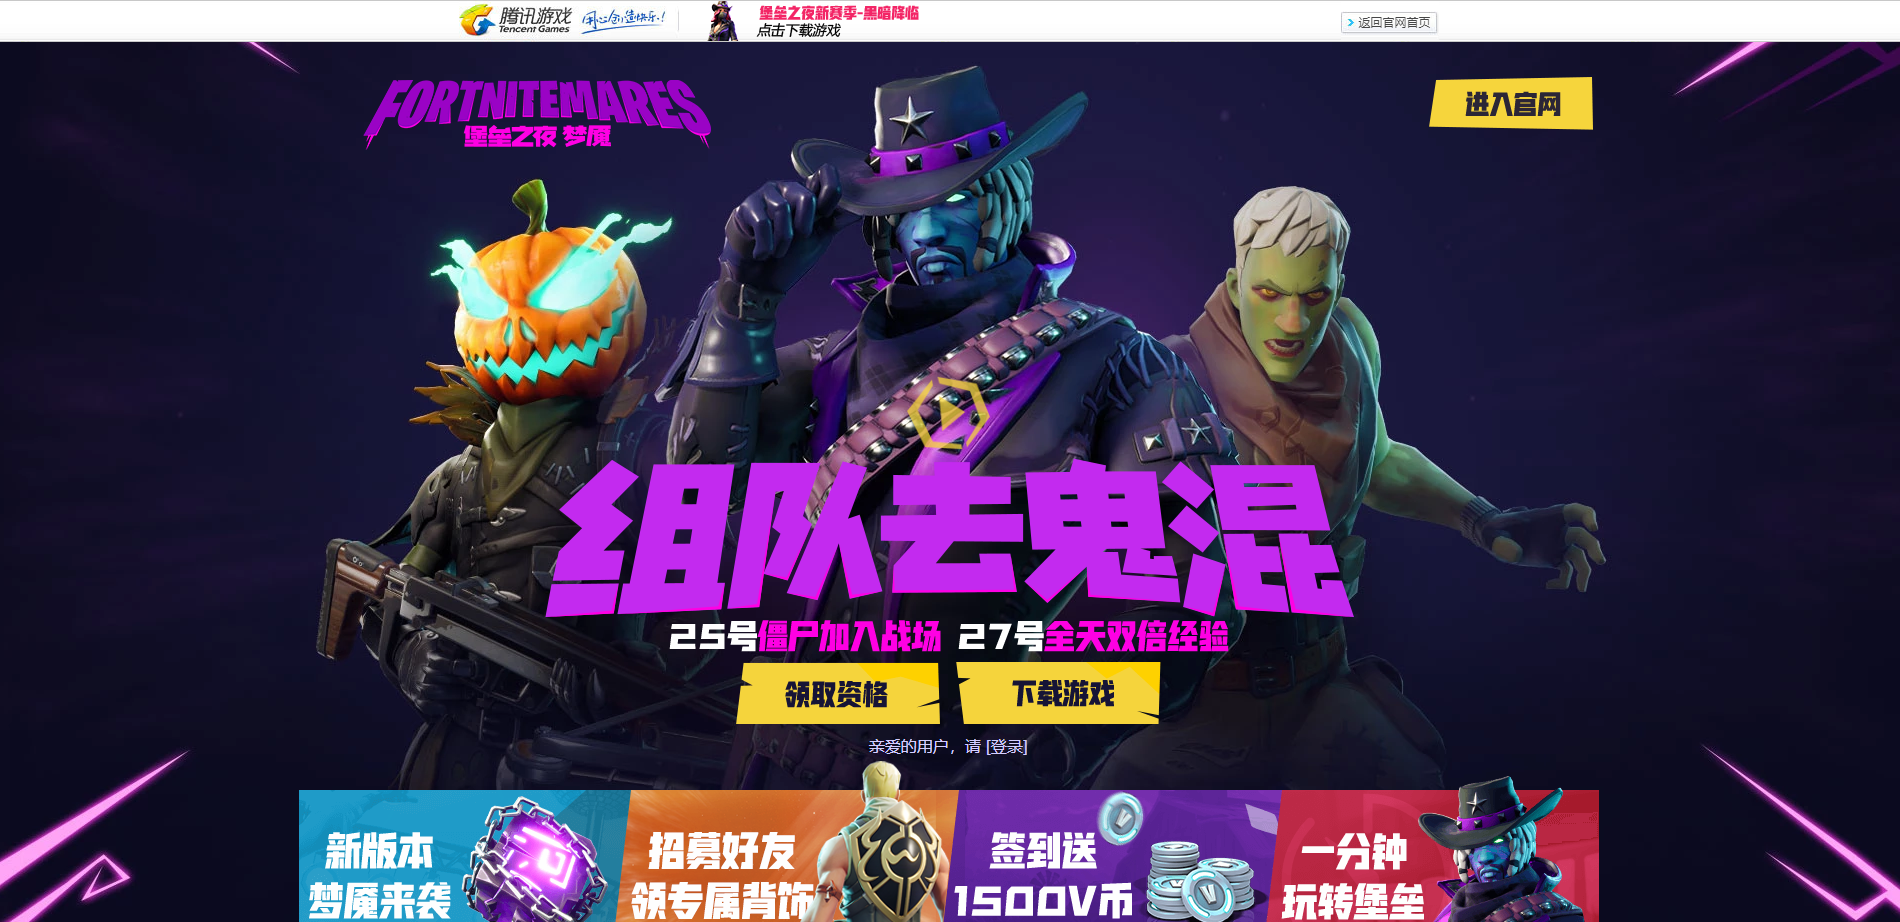 腾讯游戏
Tencent Games
用心创造快乐!
堡垒之夜新赛季-黑暗降临
点击下载游戏
返回官网首页
FORTNITEMARES
堡垒之夜 梦魇
进入官网
组队去鬼混
25号僵尸加入战场 27号全天双倍经验
领取资格
下载游戏
亲爱的用户，请 [登录]
新版本
梦魇来袭
招募好友
领专属背饰
签到送
1500V币
一分钟
玩转堡垒